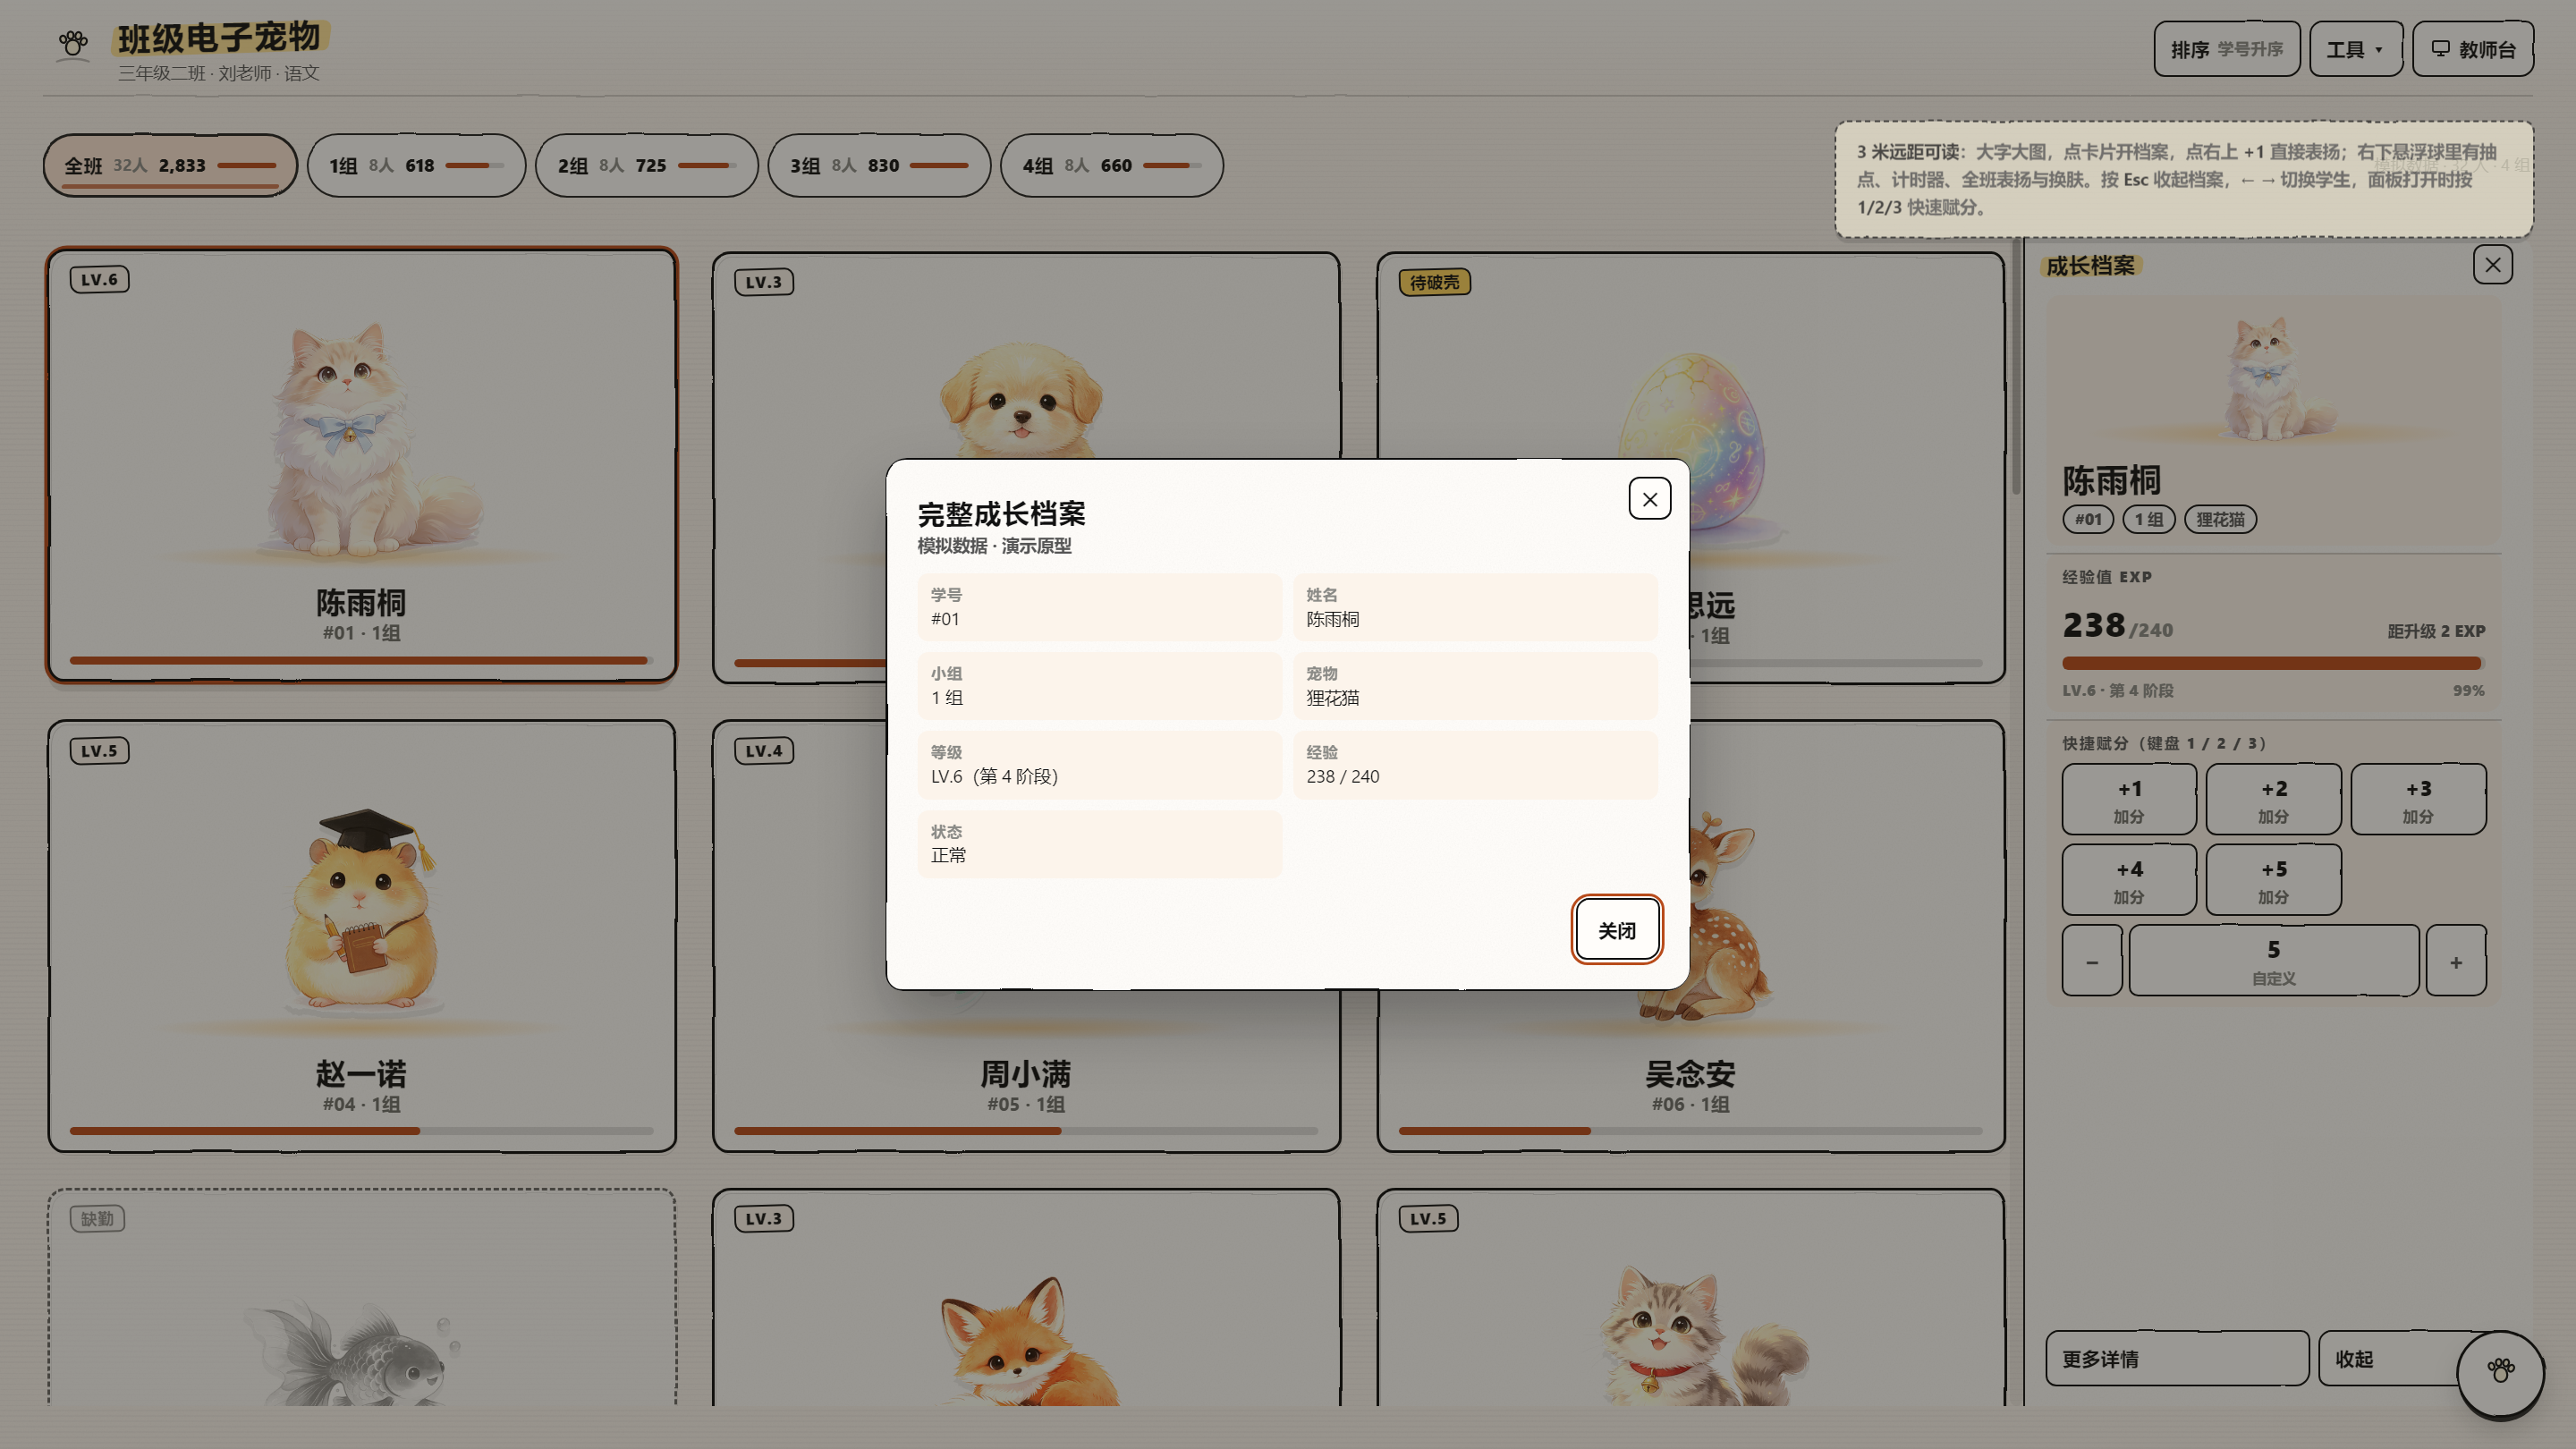 班级电子宠物
三年级二班 · 刘老师 · 语文
排序 学号升序
工具 ▾
教师台
全班 32人 2,833
1组 8人 618
2组 8人 725
3组 8人 830
4组 8人 660
3 米远距可读：大字大图，点卡片开档案，点右上 +1 直接表扬；右下悬浮球里有抽
点、计时器、全班表扬与换肤。按 Esc 收起档案，← → 切换学生，面板打开时按
1/2/3 快速赋分。
LV.6
陈雨桐
#01 · 1组
LV.3
待破壳
思远
· 1组
LV.5
赵一诺
#04 · 1组
LV.4
周小满
#05 · 1组
吴念安
#06 · 1组
缺勤
LV.3
LV.5
完整成长档案
模拟数据 · 演示原型
学号
#01
姓名
陈雨桐
小组
1 组
宠物
狸花猫
等级
LV.6（第 4 阶段）
经验
238 / 240
状态
正常
关闭
成长档案
陈雨桐
#01
1 组
狸花猫
经验值 EXP
238/240
距升级 2 EXP
LV.6 · 第 4 阶段
99%
快捷赋分（键盘 1 / 2 / 3）
+1
加分
+2
加分
+3
加分
+4
加分
+5
加分
−
5
自定义
+
更多详情
收起